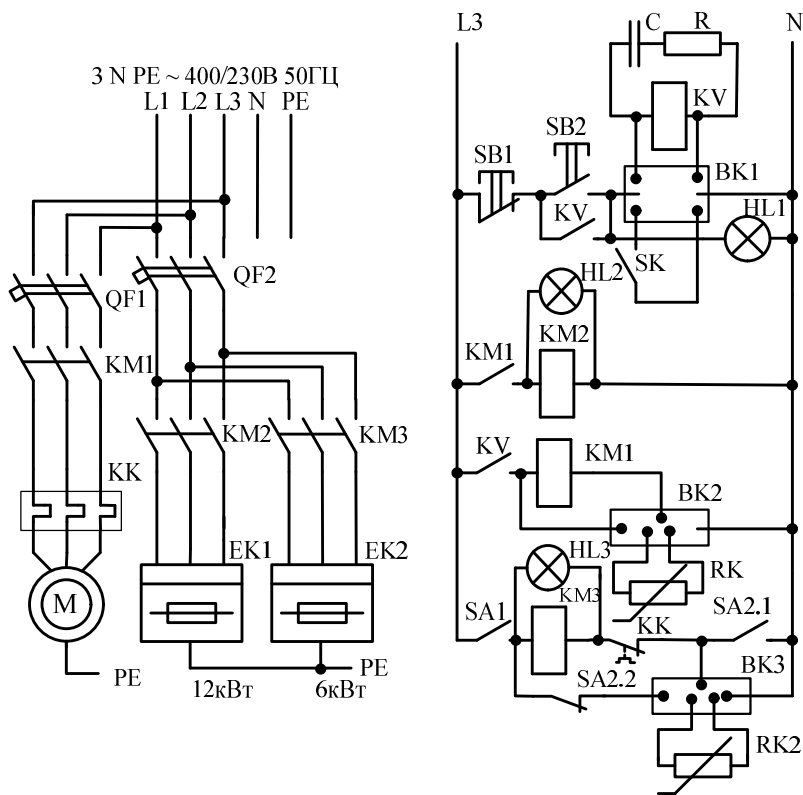 3 N PE ~ 400/230В 50ГЦ
L1 L2 L3 N PE
QF1
QF2
KM1
KM2
KM3
KK
EK1
EK2
M
PE
12кВт
6кВт
PE
L3
N
C
R
KV
SB1
SB2
BK1
KV
HL1
SK
HL2
KM1
KM2
KV
KM1
BK2
HL3
RK
SA1
KM3
KK
SA2.1
SA2.2
BK3
RK2